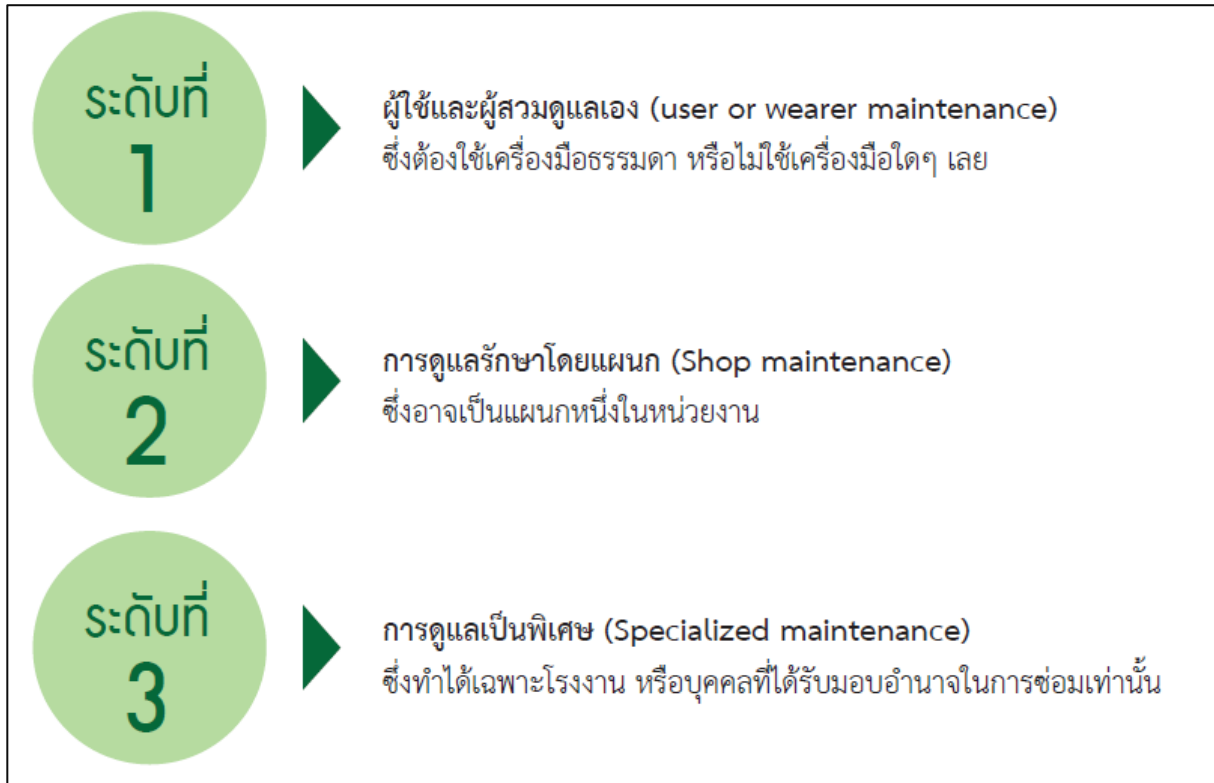 ระดับที่
1
ผู้ใช้และผู้สวมดูแลเอง (user or wearer maintenance)
ซึ่งต้องใช้เครื่องมือธรรมดา หรือไม่ใช้เครื่องมือใดๆ เลย
ระดับที่
2
การดูแลรักษาโดยแผนก (Shop maintenance)
ซึ่งอาจเป็นแผนกหนึ่งในหน่วยงาน
ระดับที่
3
การดูแลเป็นพิเศษ (Specialized maintenance)
ซึ่งทำได้เฉพาะโรงงาน หรือบุคคลที่ได้รับมอบอำนาจในการซ่อมเท่านั้น